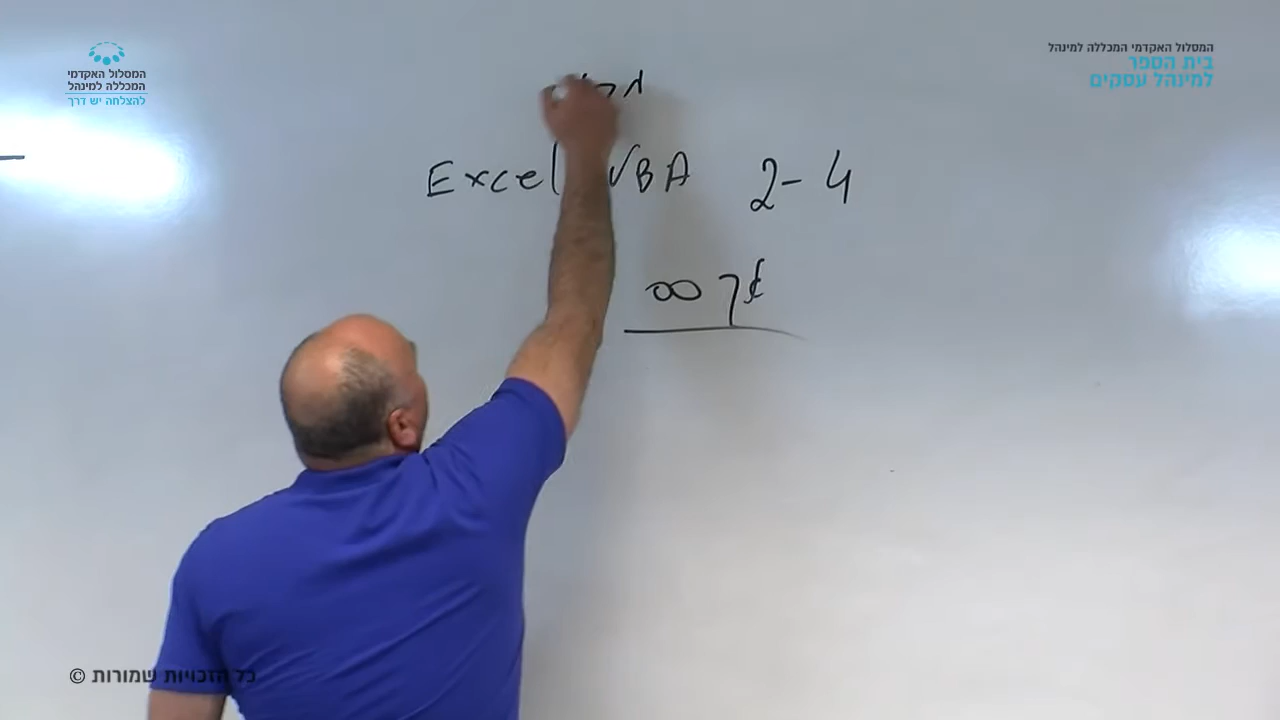 המסלול האקדמי המכללה למינהל
בית הספר
למינהל עסקים
המסלול האקדמי
המכללה למינהל
להצלחה יש דרך
Excel VBA 2-4
כל הזכויות שמורות ©